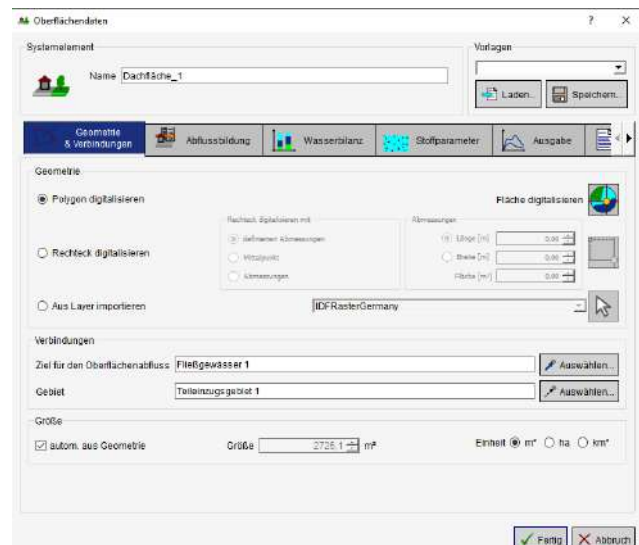 Oberflächendaten ? X
Systemelement
Vorlagen
Name Dachfläche_1
Laden... Speichern...
Geometrie & Verbindungen
Abflussbildung
Wasserbilanz
Stoffparameter
Ausgabe
Geometrie
Polygon digitalisieren
Fläche digitalisieren
Rechteck digitalisieren mit
Abmessungen
definierten Abmessungen
Länge [m] 0,00
Rechteck digitalisieren
Mittelpunkt
Breite [m] 0,00
Abmessungen
Fläche [m²] 0,00
Aus Layer importieren
IDFRasterGermany
Verbindungen
Ziel für den Oberflächenabfluss Fließgewässer 1 Auswählen...
Gebiet Teileinzugsgebiet 1 Auswählen...
Größe
autom. aus Geometrie
Größe 2726,1 m²
Einheit m² ha km²
Fertig Abbruch